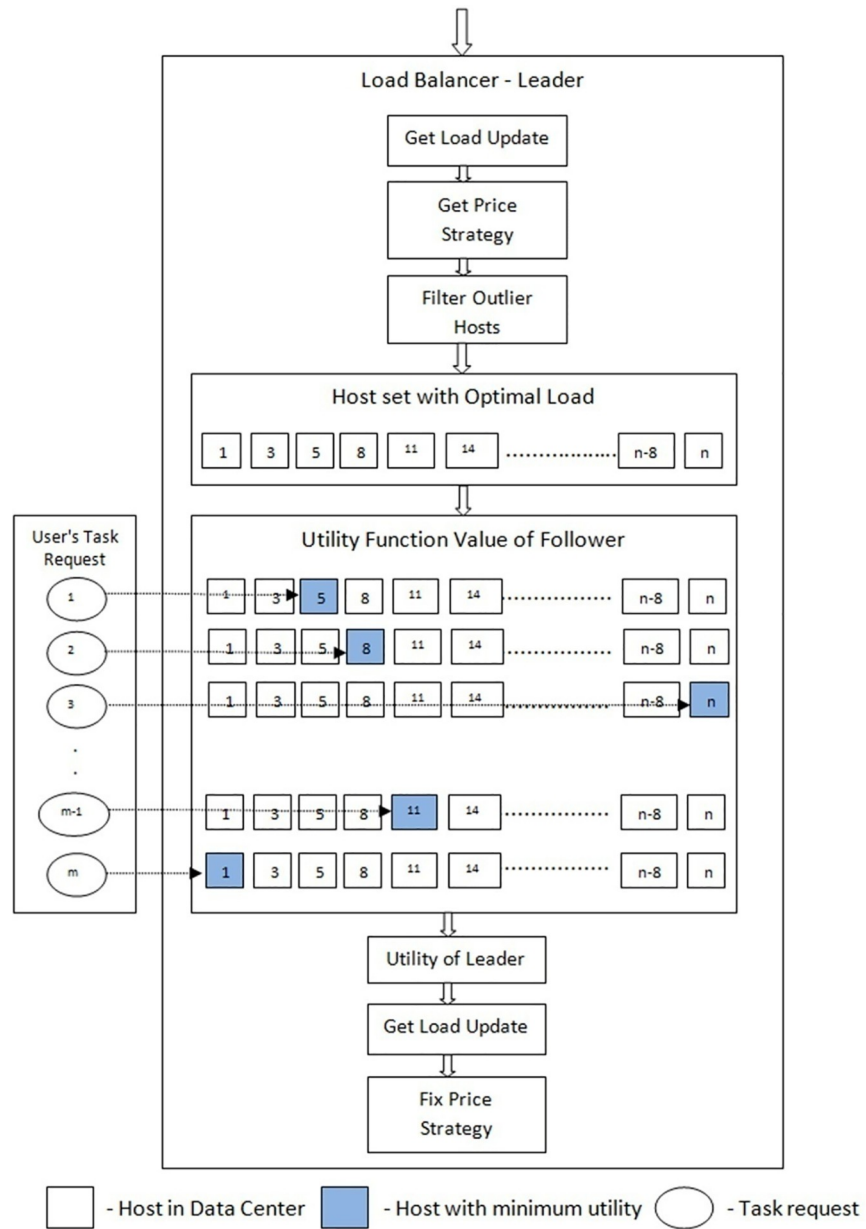 Load Balancer - Leader
Get Load Update
Get Price
Strategy
Filter Outlier
Hosts
Host set with Optimal Load
1 3 5 8 11 14 .................. n-8 n
User's Task
Request
Utility Function Value of Follower
1 1 3 5 8 11 14 ................ n-8 n
2 1 3 5 8 11 14 ................ n-8 n
3 1 3 5 8 11 14 ................ n-8 n
.
.
m-1 1 3 5 8 11 14 ................ n-8 n
m 1 3 5 8 11 14 ................ n-8 n
Utility of Leader
Get Load Update
Fix Price
Strategy
- Host in Data Center - Host with minimum utility - Task request